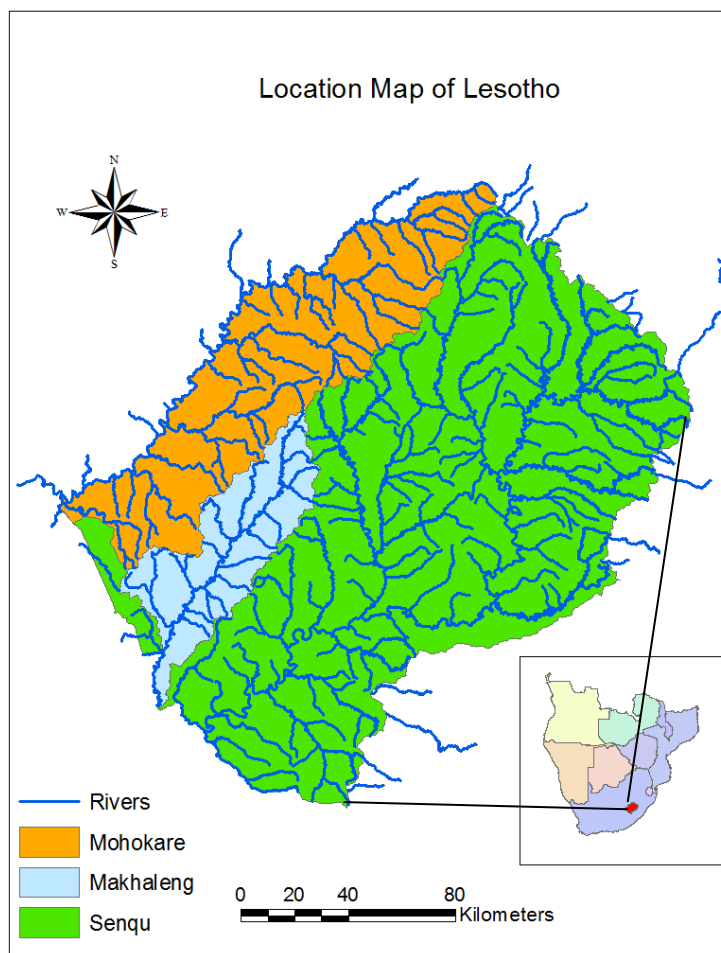 Location Map of Lesotho
N
W E
S
Rivers
Mohokare
Makhaleng
Senqu
0 20 40 80
Kilometers